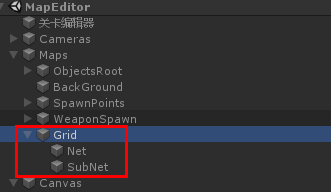 MapEditor
关卡编辑器
Cameras
Maps
ObjectsRoot
BackGround
SpawnPoints
WeaponSpawn
Grid
Net
SubNet
Canvas